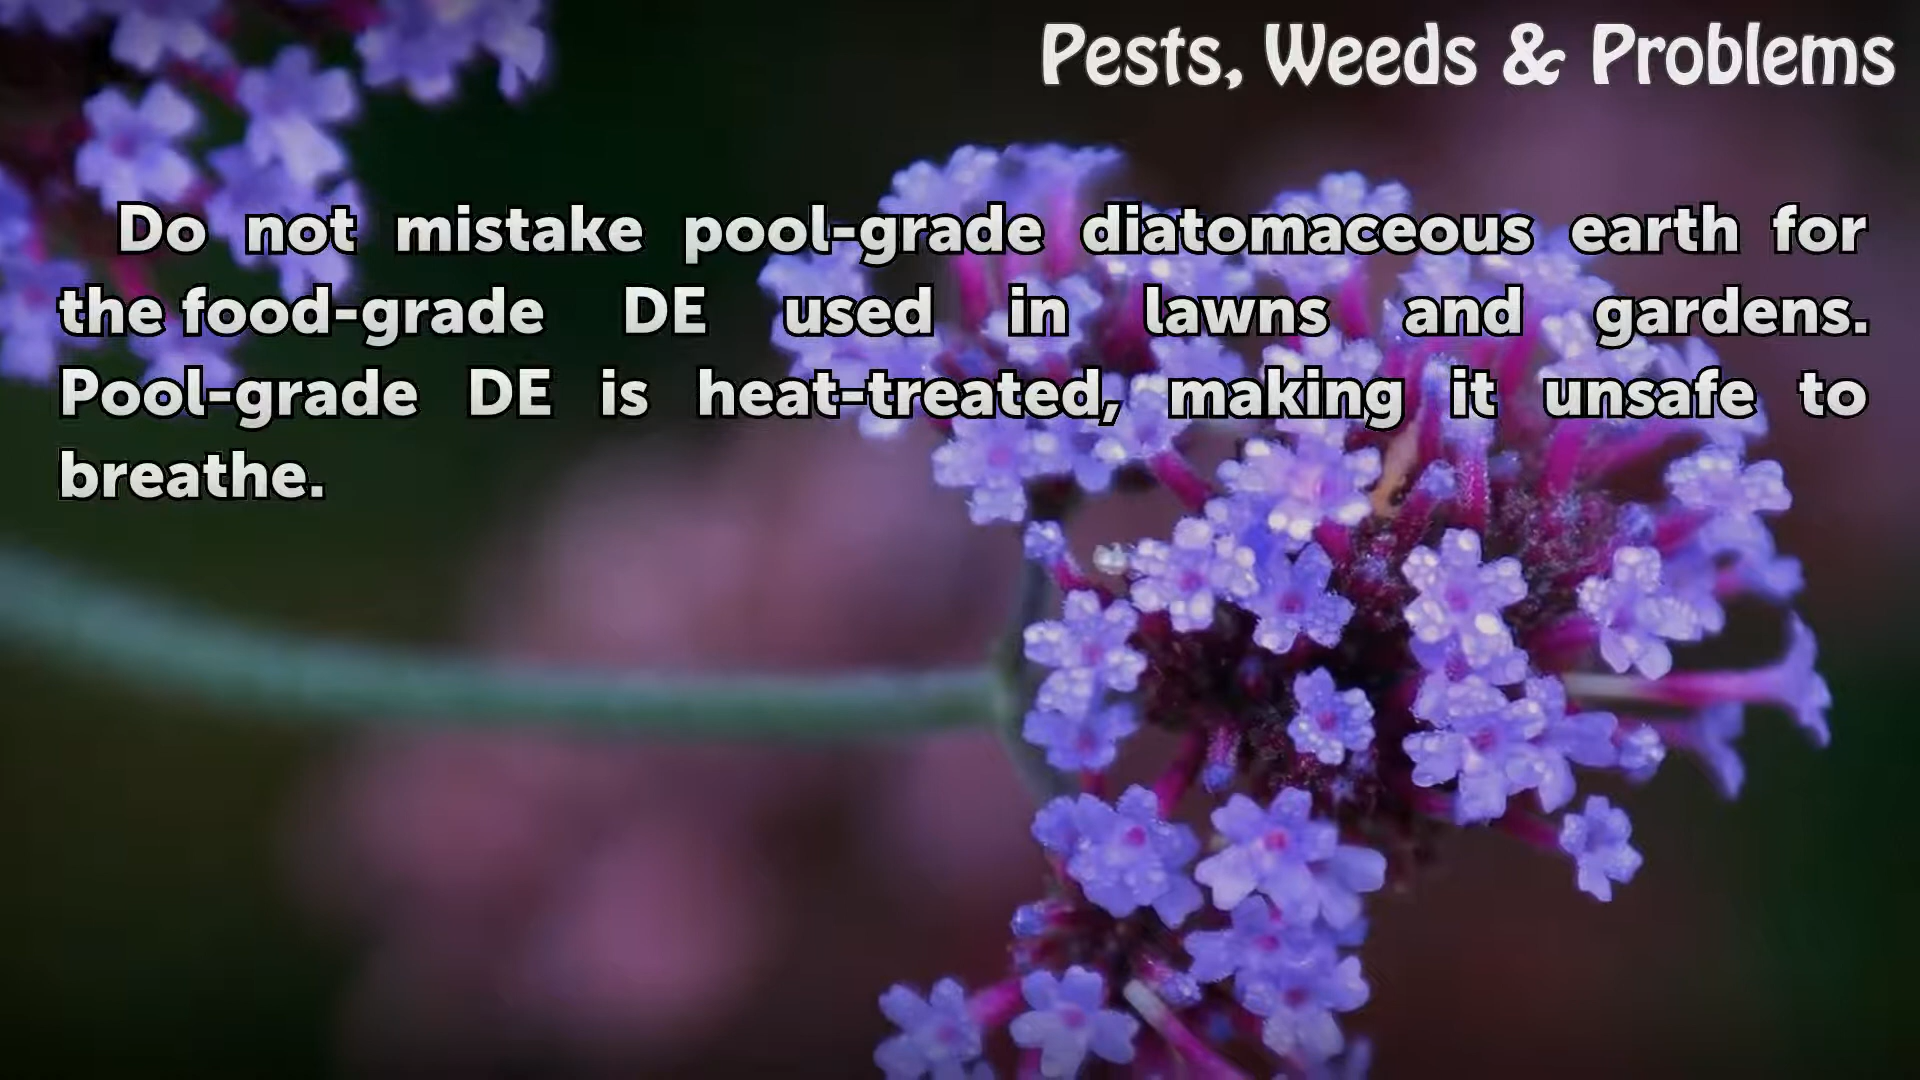 Pests, Weeds & Problems
Do not mistake pool-grade diatomaceous earth for
the food-grade DE used in lawns and gardens.
Pool-grade DE is heat-treated, making it unsafe to
breathe.